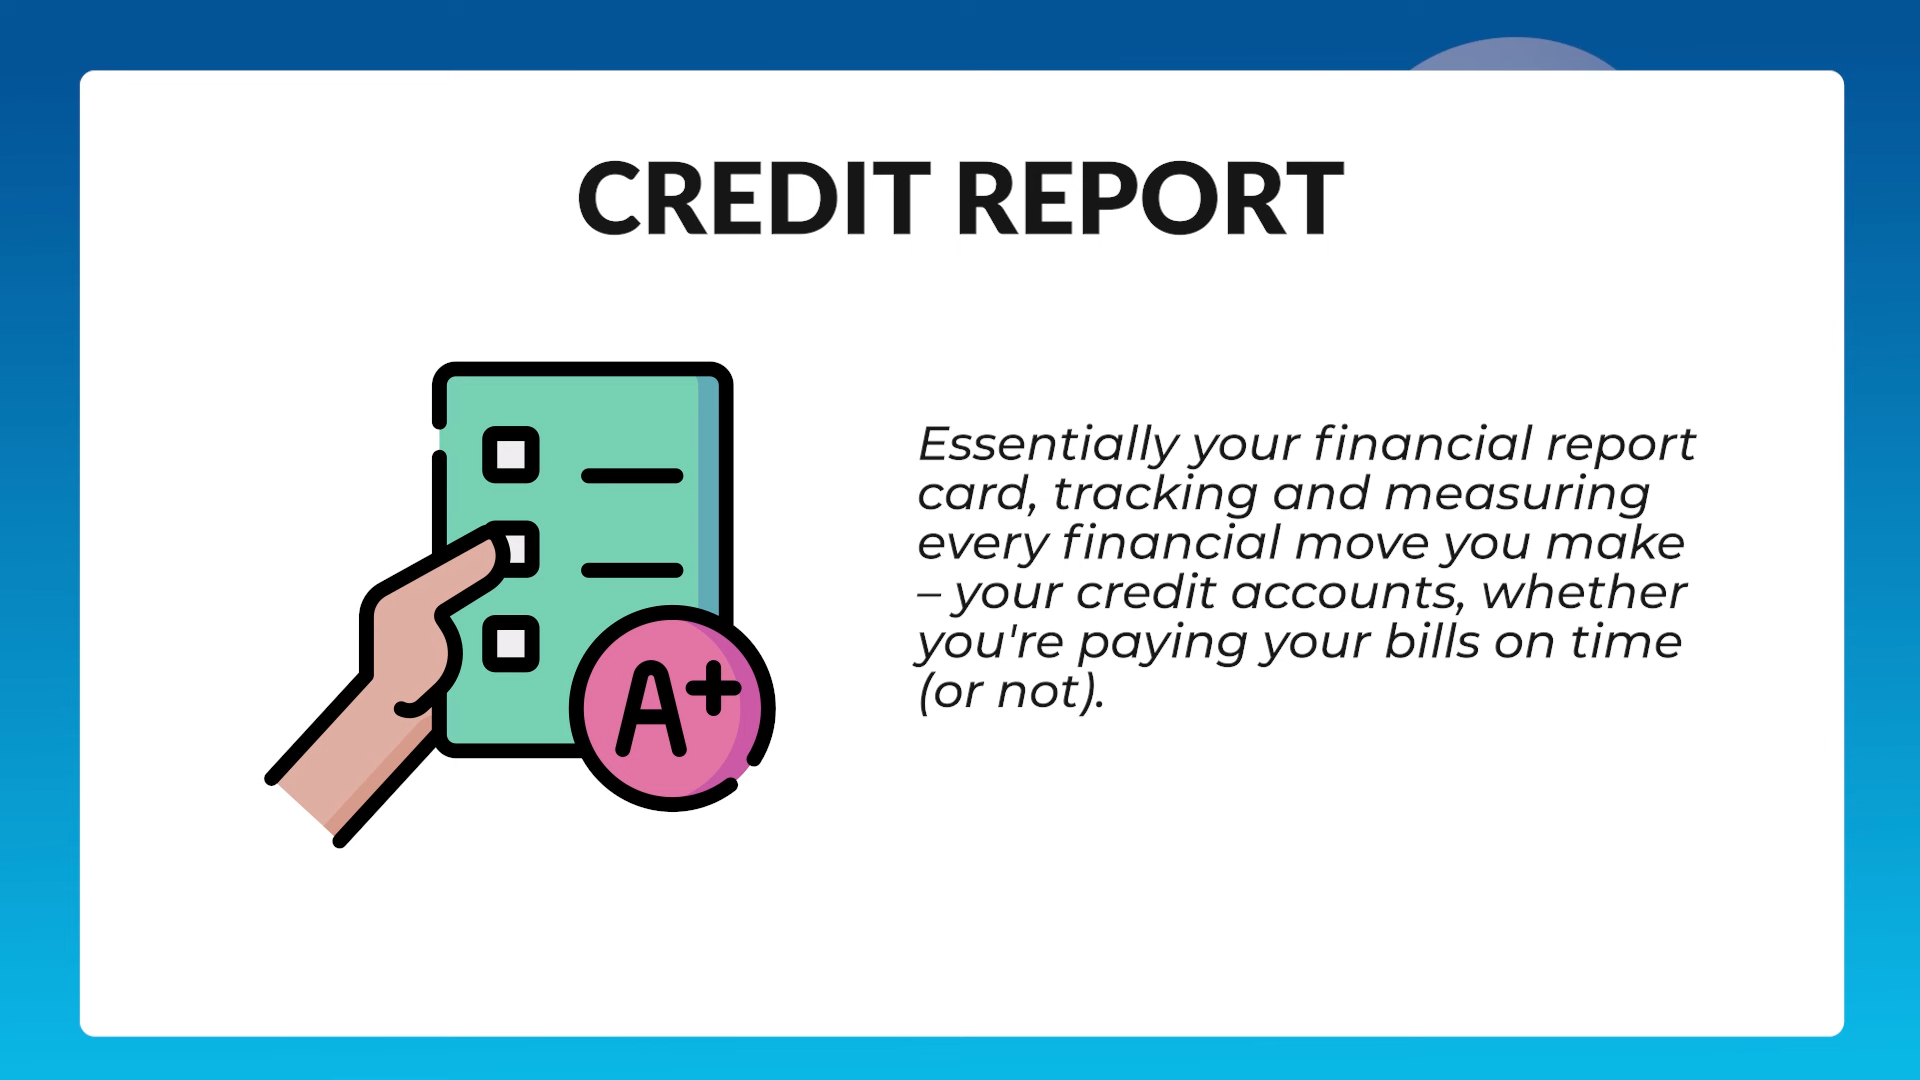 CREDIT REPORT
Essentially your financial report
card, tracking and measuring
every financial move you make
– your credit accounts, whether
you're paying your bills on time
(or not).
A+